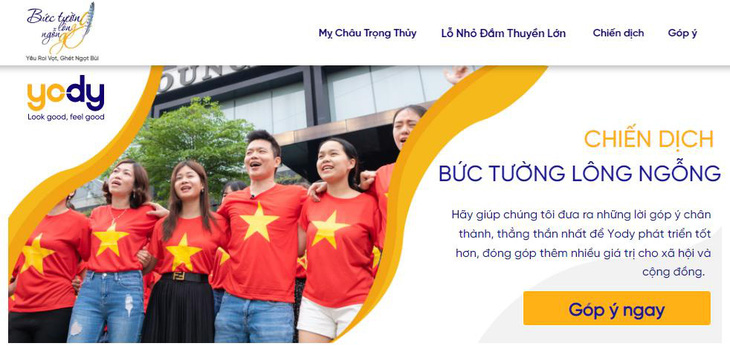 Bức tường
lông
ngỗng
Yêu Roi Vọt, Ghét Ngọt Bùi
Mỵ Châu Trọng Thủy
Lỗ Nhỏ Đắm Thuyền Lớn
Chiến dịch
Góp ý
yody
Look good, feel good
OUN
CHIẾN DỊCH
BỨC TƯỜNG LÔNG NGỖNG
Hãy giúp chúng tôi đưa ra những lời góp ý chân
thành, thẳng thắn nhất để Yody phát triển tốt
hơn, đóng góp thêm nhiều giá trị cho xã hội và
cộng đồng.
Góp ý ngay